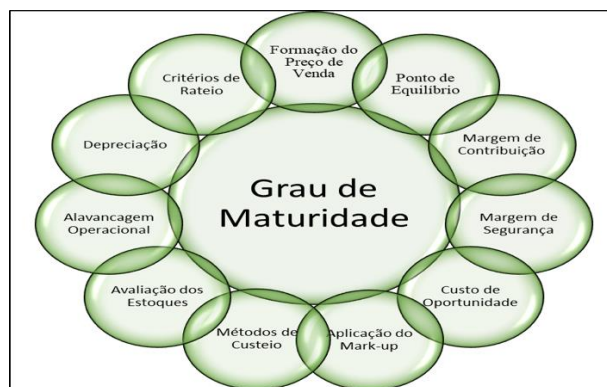 Formação do
Preço de
Venda
Ponto de
Equilíbrio
Margem de
Contribuição
Margem de
Segurança
Custo de
Oportunidade
Aplicação do
Mark-up
Métodos de
Custeio
Avaliação dos
Estoques
Alavancagem
Operacional
Depreciação
Critérios de
Rateio
Grau de
Maturidade